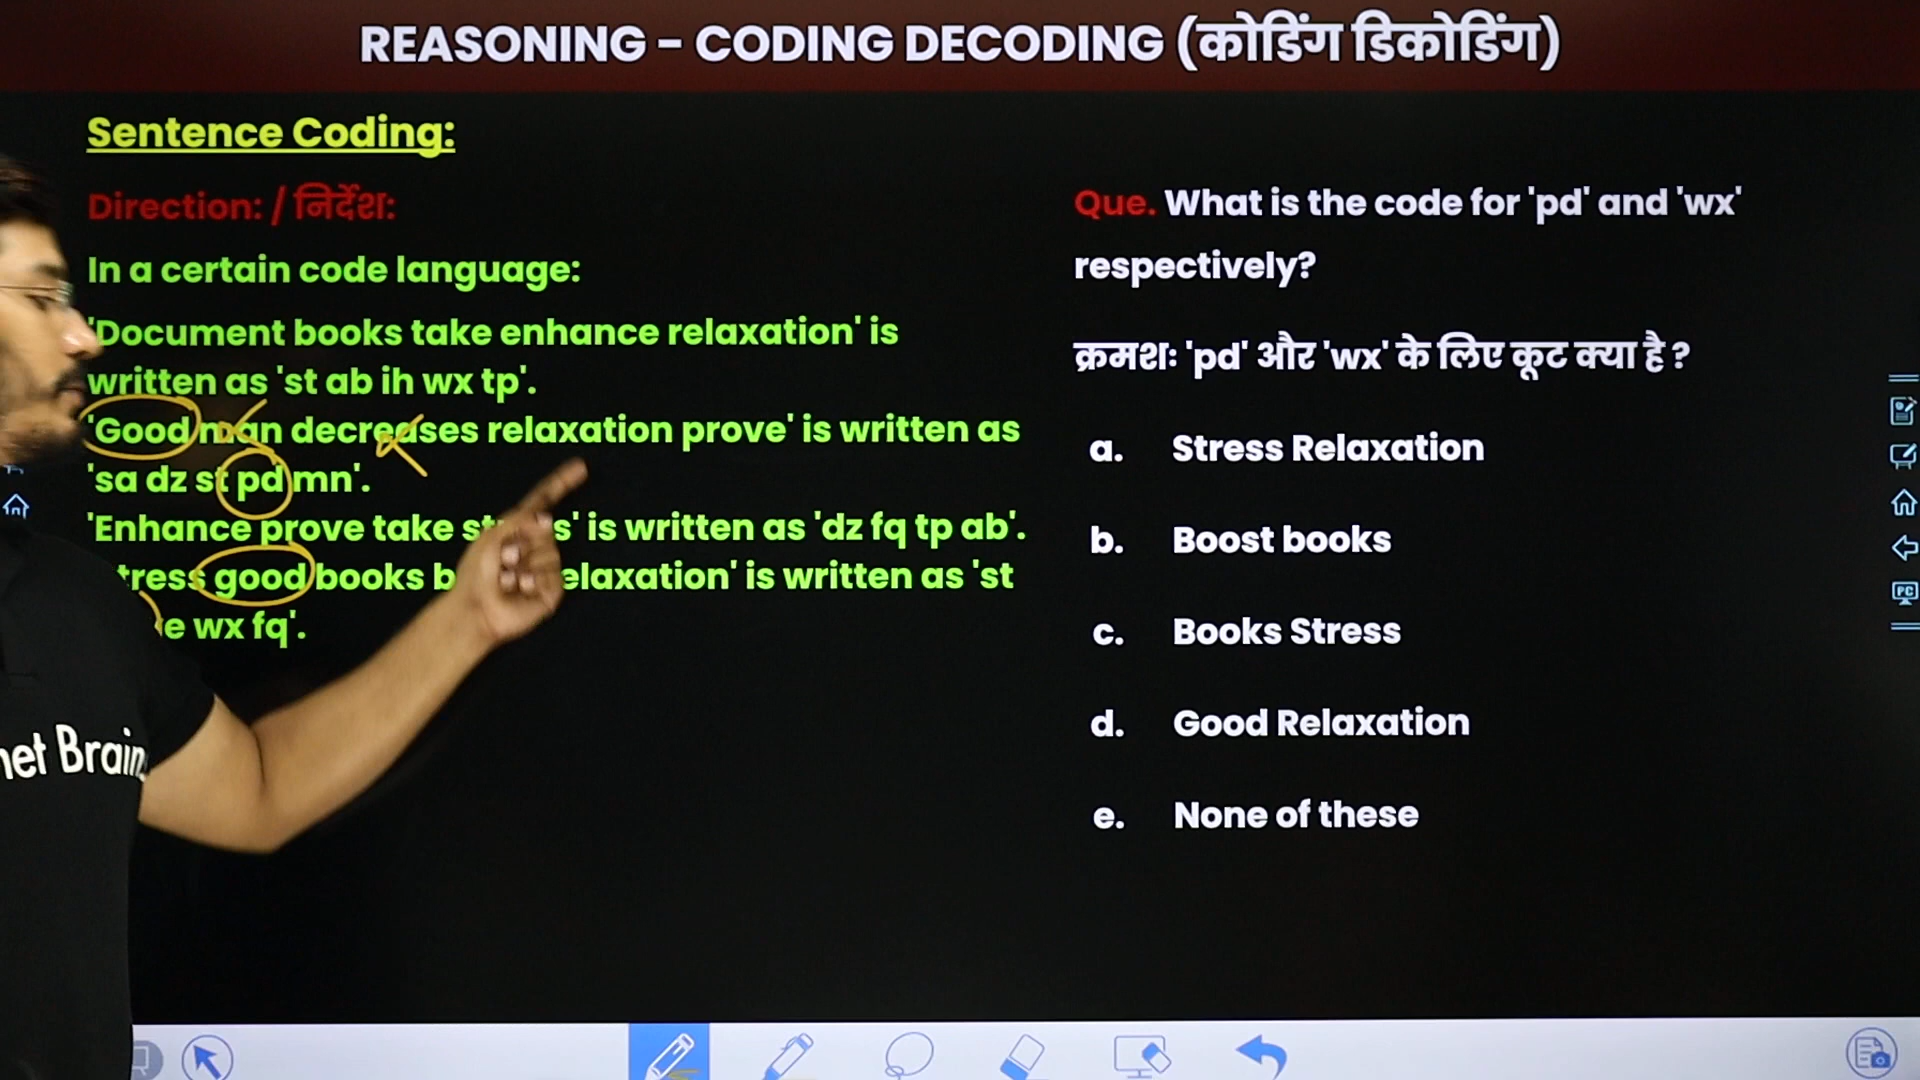 REASONING - CODING DECODING (कोडिंग डिकोडिंग)
Sentence Coding:
Direction: / निर्देश:
In a certain code language:
'Document books take enhance relaxation' is
written as 'st ab ih wx tp'.
'Good man decreases relaxation prove' is written as
'sa dz st pd mn'.
'Enhance prove take is written as 'dz fq tp ab'.
good books is written as 'st
wx fq'.
Que. What is the code for 'pd' and 'wx'
respectively?
क्रमशः 'pd' और 'wx' के लिए कूट क्या है ?
a. Stress Relaxation
b. Boost books
c. Books Stress
d. Good Relaxation
e. None of these
net Brain
PC